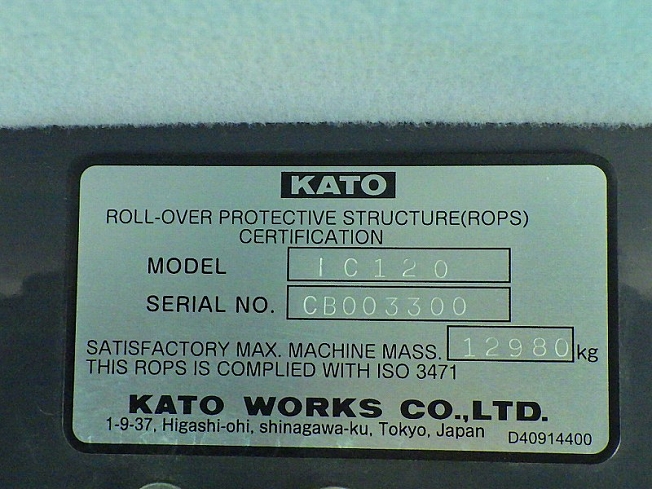 KATO
ROLL-OVER PROTECTIVE STRUCTURE(ROPS)
CERTIFICATION
MODEL IC120
SERIAL NO. CB003300
SATISFACTORY MAX. MACHINE MASS. 12980 kg
THIS ROPS IS COMPLIED WITH ISO 3471
KATO WORKS CO.,LTD.
1-9-37, Higashi-ohi, shinagawa-ku, Tokyo, Japan D40914400